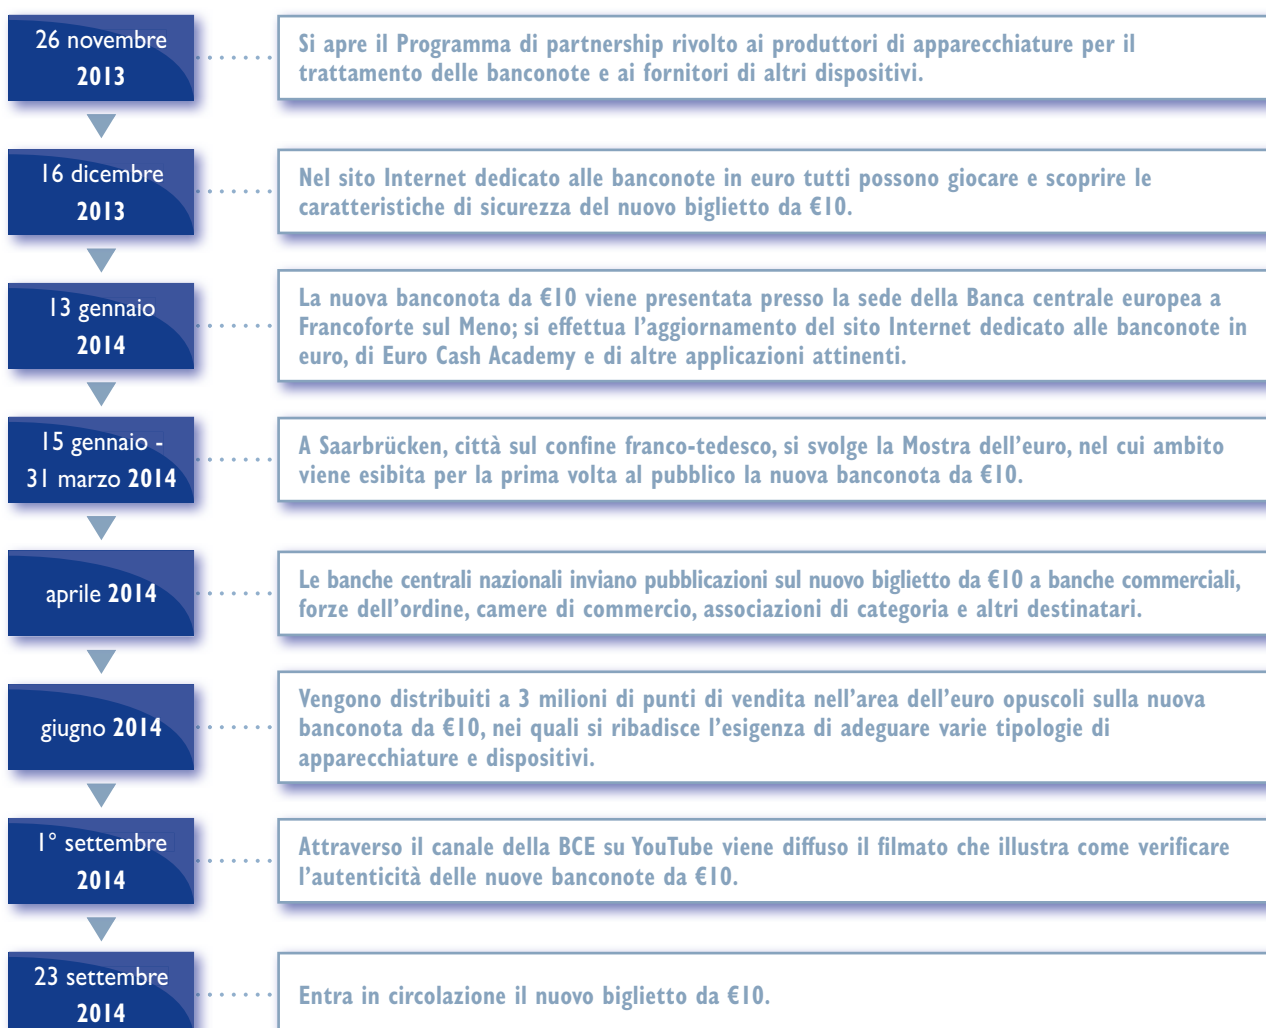 26 novembre
2013
Si apre il Programma di partnership rivolto ai produttori di apparecchiature per il
trattamento delle banconote e ai fornitori di altri dispositivi.
16 dicembre
2013
Nel sito Internet dedicato alle banconote in euro tutti possono giocare e scoprire le
caratteristiche di sicurezza del nuovo biglietto da €10.
13 gennaio
2014
La nuova banconota da €10 viene presentata presso la sede della Banca centrale europea a
Francoforte sul Meno; si effettua l’aggiornamento del sito Internet dedicato alle banconote in
euro, di Euro Cash Academy e di altre applicazioni attinenti.
15 gennaio -
31 marzo 2014
A Saarbrücken, città sul confine franco-tedesco, si svolge la Mostra dell’euro, nel cui ambito
viene esibita per la prima volta al pubblico la nuova banconota da €10.
aprile 2014
Le banche centrali nazionali inviano pubblicazioni sul nuovo biglietto da €10 a banche commerciali,
forze dell’ordine, camere di commercio, associazioni di categoria e altri destinatari.
giugno 2014
Vengono distribuiti a 3 milioni di punti di vendita nell’area dell’euro opuscoli sulla nuova
banconota da €10, nei quali si ribadisce l’esigenza di adeguare varie tipologie di
apparecchiature e dispositivi.
1° settembre
2014
Attraverso il canale della BCE su YouTube viene diffuso il filmato che illustra come verificare
l’autenticità delle nuove banconote da €10.
23 settembre
2014
Entra in circolazione il nuovo biglietto da €10.